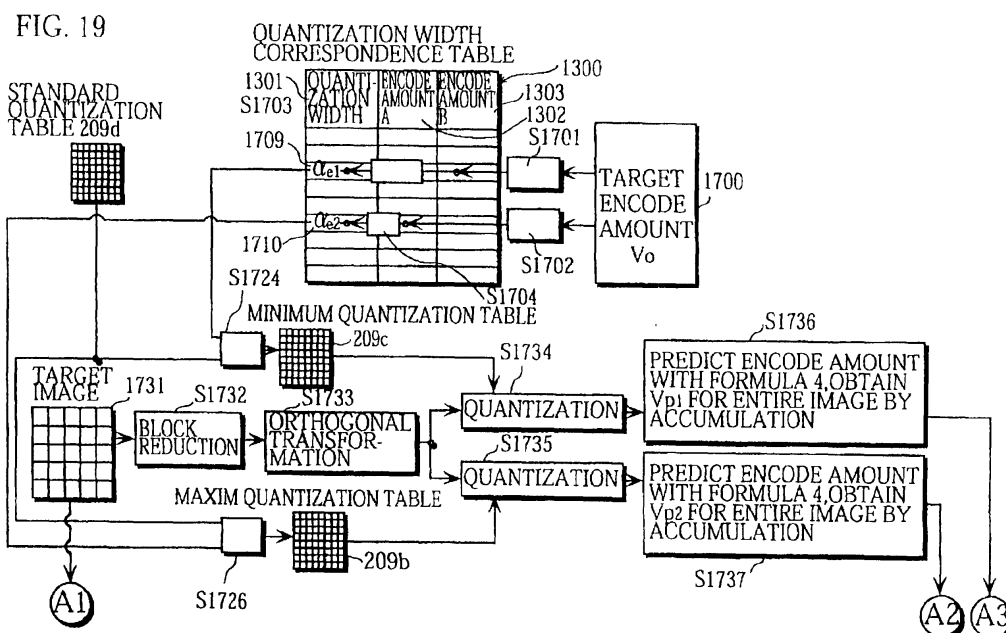 FIG. 19
QUANTIZATION WIDTH
CORRESPONDENCE TABLE
1301
S1703
QUANTI-
ZATION
WIDTH
ENCODE
AMOUNT
A
ENCODE
AMOUNT
B
1300
1303
1302
STANDARD
QUANTIZATION
TABLE 209d
1709
αe1
αe2
1710
S1701
S1702
S1704
TARGET
ENCODE
AMOUNT
Vo
1700
S1724
MINIMUM QUANTIZATION TABLE
209c
TARGET
IMAGE
1731
S1732
BLOCK
REDUCTION
S1733
ORTHOGONAL
TRANSFOR-
MATION
S1734
QUANTIZATION
S1735
QUANTIZATION
S1736
PREDICT ENCODE AMOUNT
WITH FORMULA 4,OBTAIN
Vp1 FOR ENTIRE IMAGE BY
ACCUMULATION
PREDICT ENCODE AMOUNT
WITH FORMULA 4,OBTAIN
Vp2 FOR ENTIRE IMAGE BY
ACCUMULATION
S1737
MAXIM QUANTIZATION TABLE
209b
S1726
A1
A2
A3